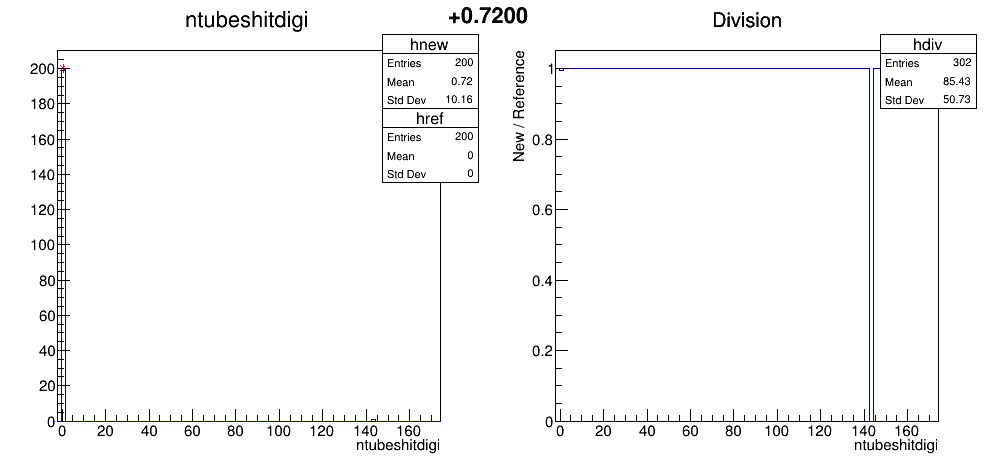 ntubeshitdigi
+0.7200
Division
hnew
Entries 200
Mean 0.72
Std Dev 10.16
href
Entries 200
Mean 0
Std Dev 0
200
180
160
140
120
100
80
60
40
20
0
0 20 40 60 80 100 120 140 160
ntubeshitdigi
hdiv
Entries 302
Mean 85.43
Std Dev 50.73
New / Reference
1
0.8
0.6
0.4
0.2
0
0 20 40 60 80 100 120 140 160
ntubeshitdigi